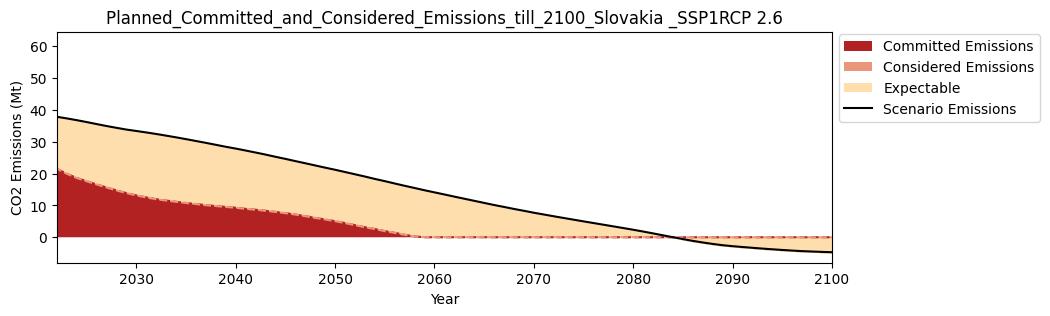 Planned_Committed_and_Considered_Emissions_till_2100_Slovakia _SSP1RCP 2.6
Committed Emissions
Considered Emissions
Expectable
Scenario Emissions
CO2 Emissions (Mt)
60
50
40
30
20
10
0
2030 2040 2050 2060 2070 2080 2090 2100
Year